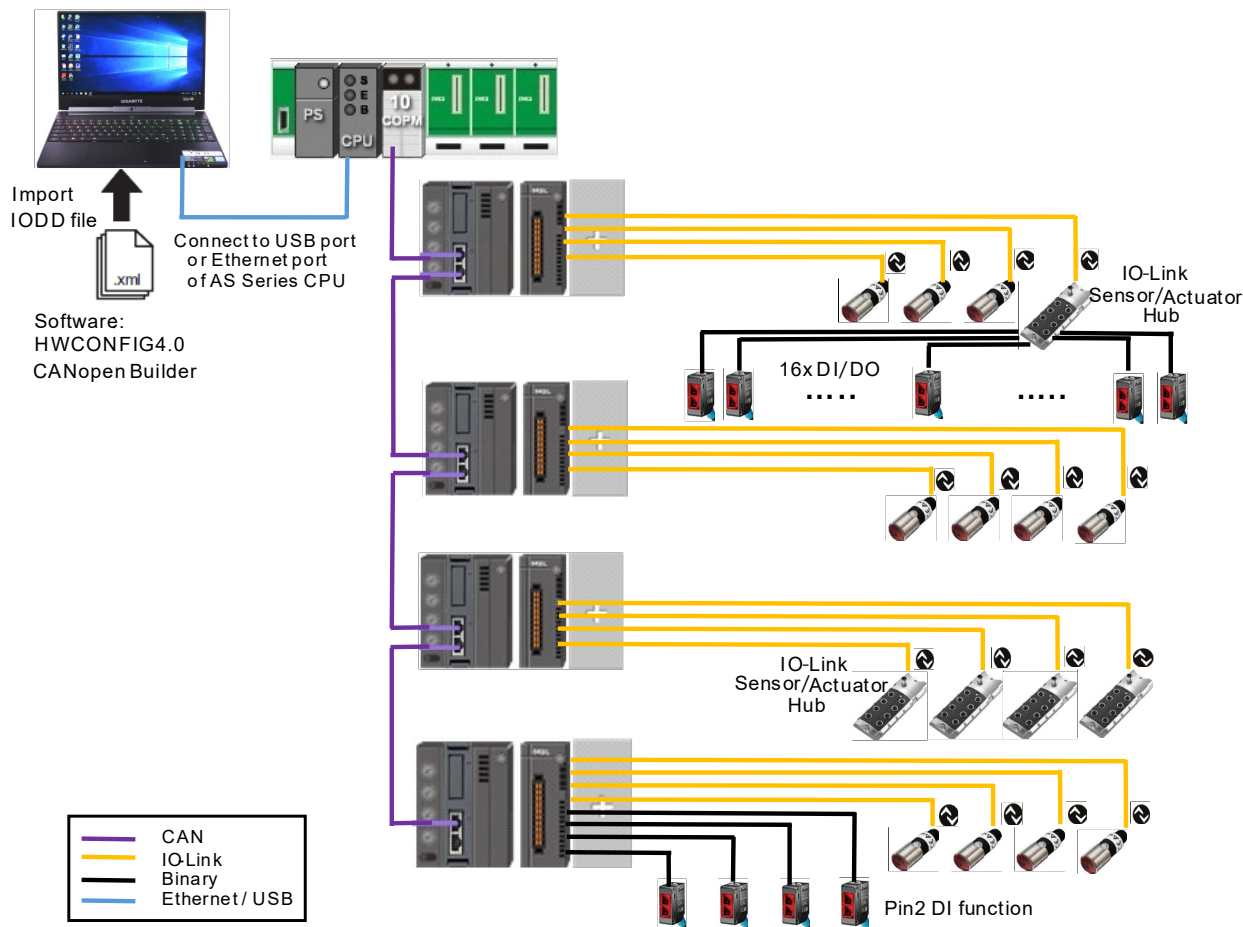 GIGABYTE
PS
S
E
B
CPU
10
COPM
Import
IODD file
.xml
Connect to USB port
or Ethernet port
of AS Series CPU
Software:
HWCONFIG4.0
CANopen Builder
IO-Link
Sensor/Actuator
Hub
16x DI/DO
.....
.....
IO-Link
Sensor/Actuator
Hub
Pin2 DI function
CAN
IO-Link
Binary
Ethernet / USB